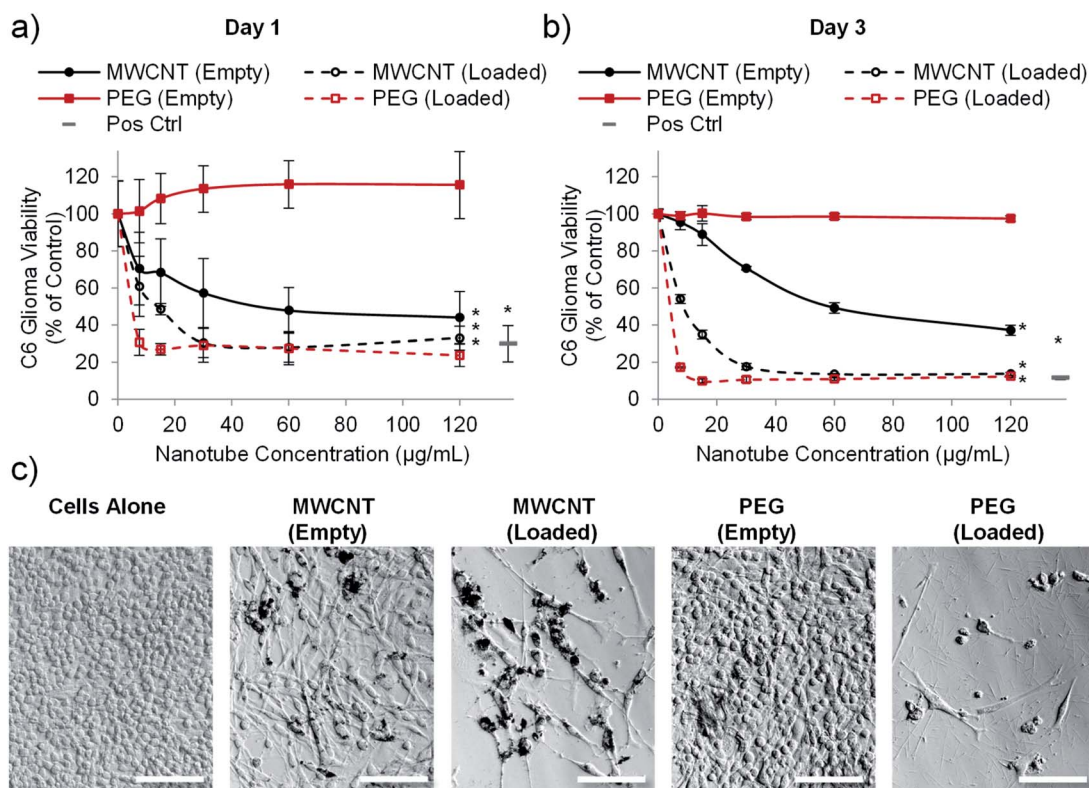 a)
Day 1
MWCNT (Empty)
MWCNT (Loaded)
PEG (Empty)
PEG (Loaded)
Pos Ctrl
C6 Glioma Viability
(% of Control)
120
100
80
60
40
20
0
*
*
*
*
0 20 40 60 80 100 120
Nanotube Concentration (µg/mL)
b)
Day 3
MWCNT (Empty)
MWCNT (Loaded)
PEG (Empty)
PEG (Loaded)
Pos Ctrl
C6 Glioma Viability
(% of Control)
120
100
80
60
40
20
0
*
*
*
*
0 20 40 60 80 100 120
Nanotube Concentration (µg/mL)
c)
Cells Alone
MWCNT
(Empty)
MWCNT
(Loaded)
PEG
(Empty)
PEG
(Loaded)